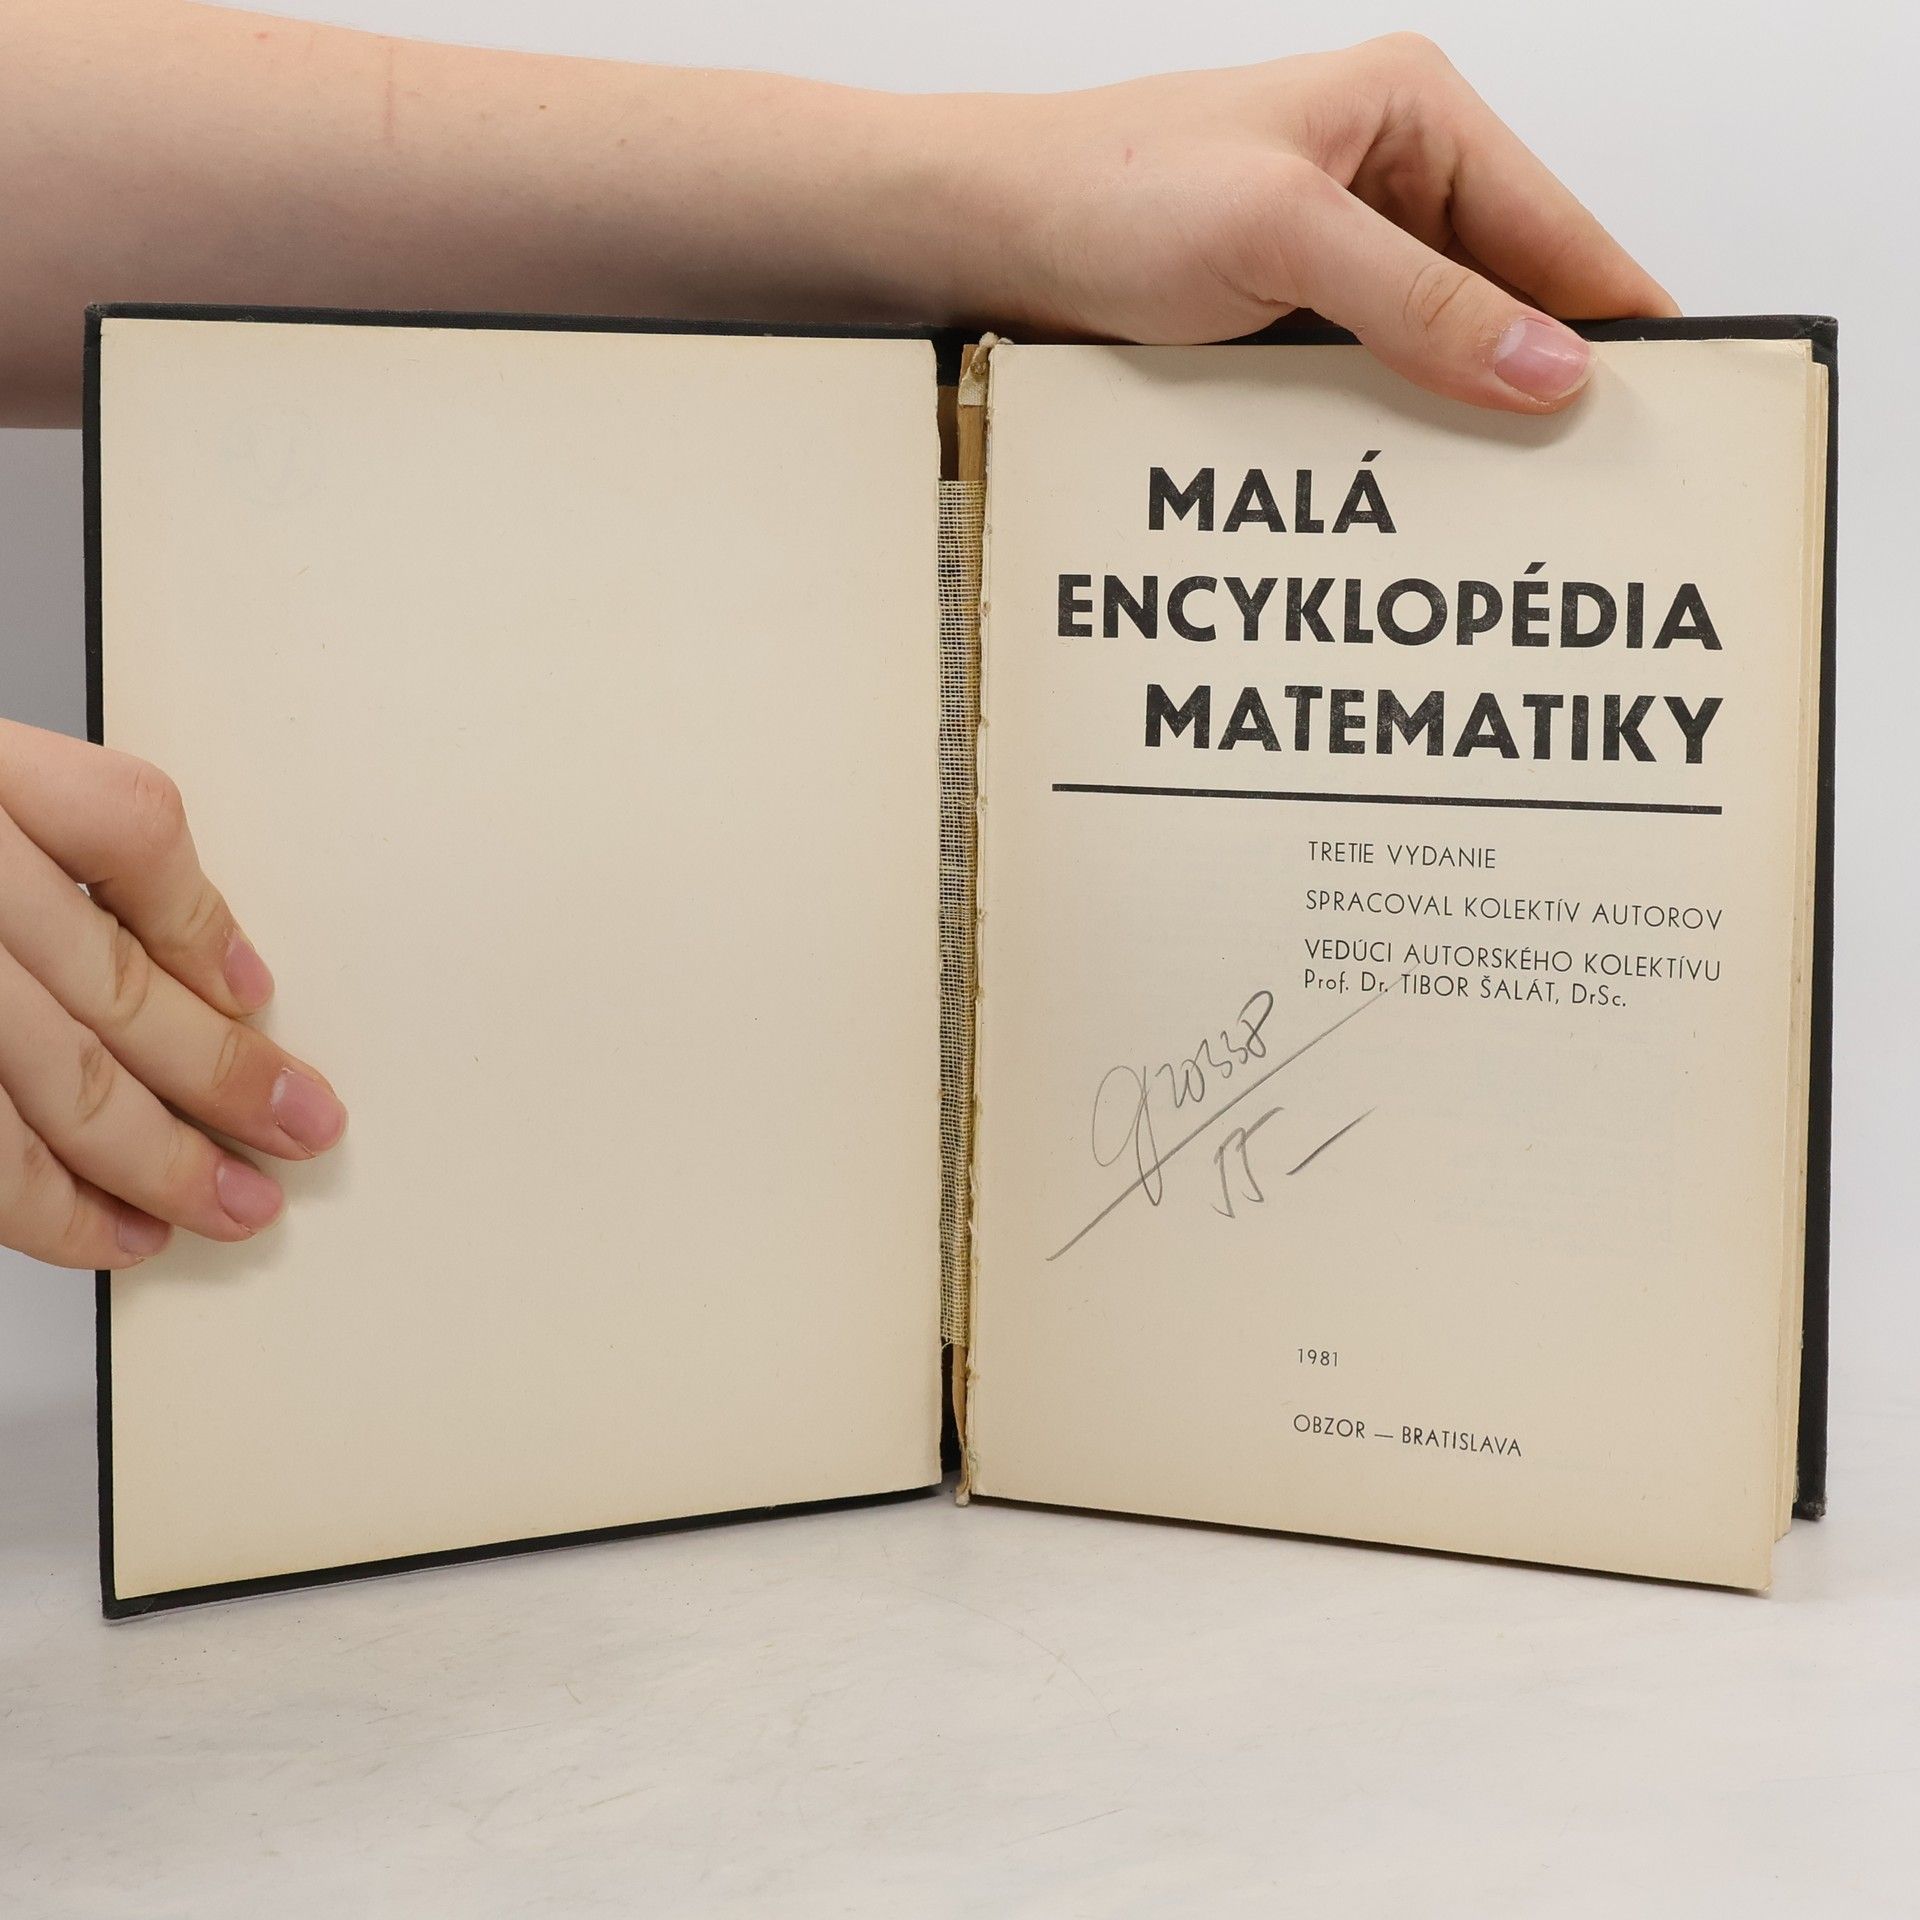 MALÁ
ENCYKLOPÉDIA
MATEMATIKY
TRETIE VYDANIE
SPRACOVAL KOLEKTÍV AUTOROV
VEDÚCI AUTORSKÉHO KOLEKTÍVU
Prof. Dr. TIBOR ŠALÁT, DrSc.
1981
OBZOR — BRATISLAVA